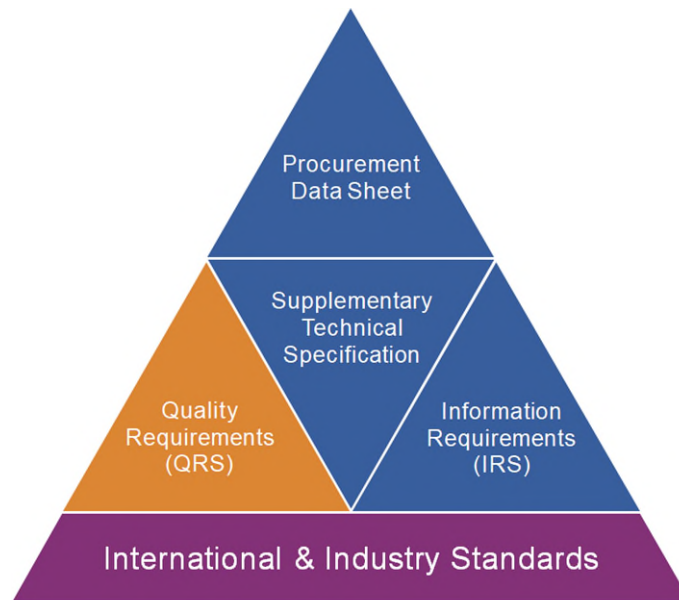 Procurement
Data Sheet
Supplementary
Technical
Specification
Quality
Requirements
(QRS)
Information
Requirements
(IRS)
International & Industry Standards